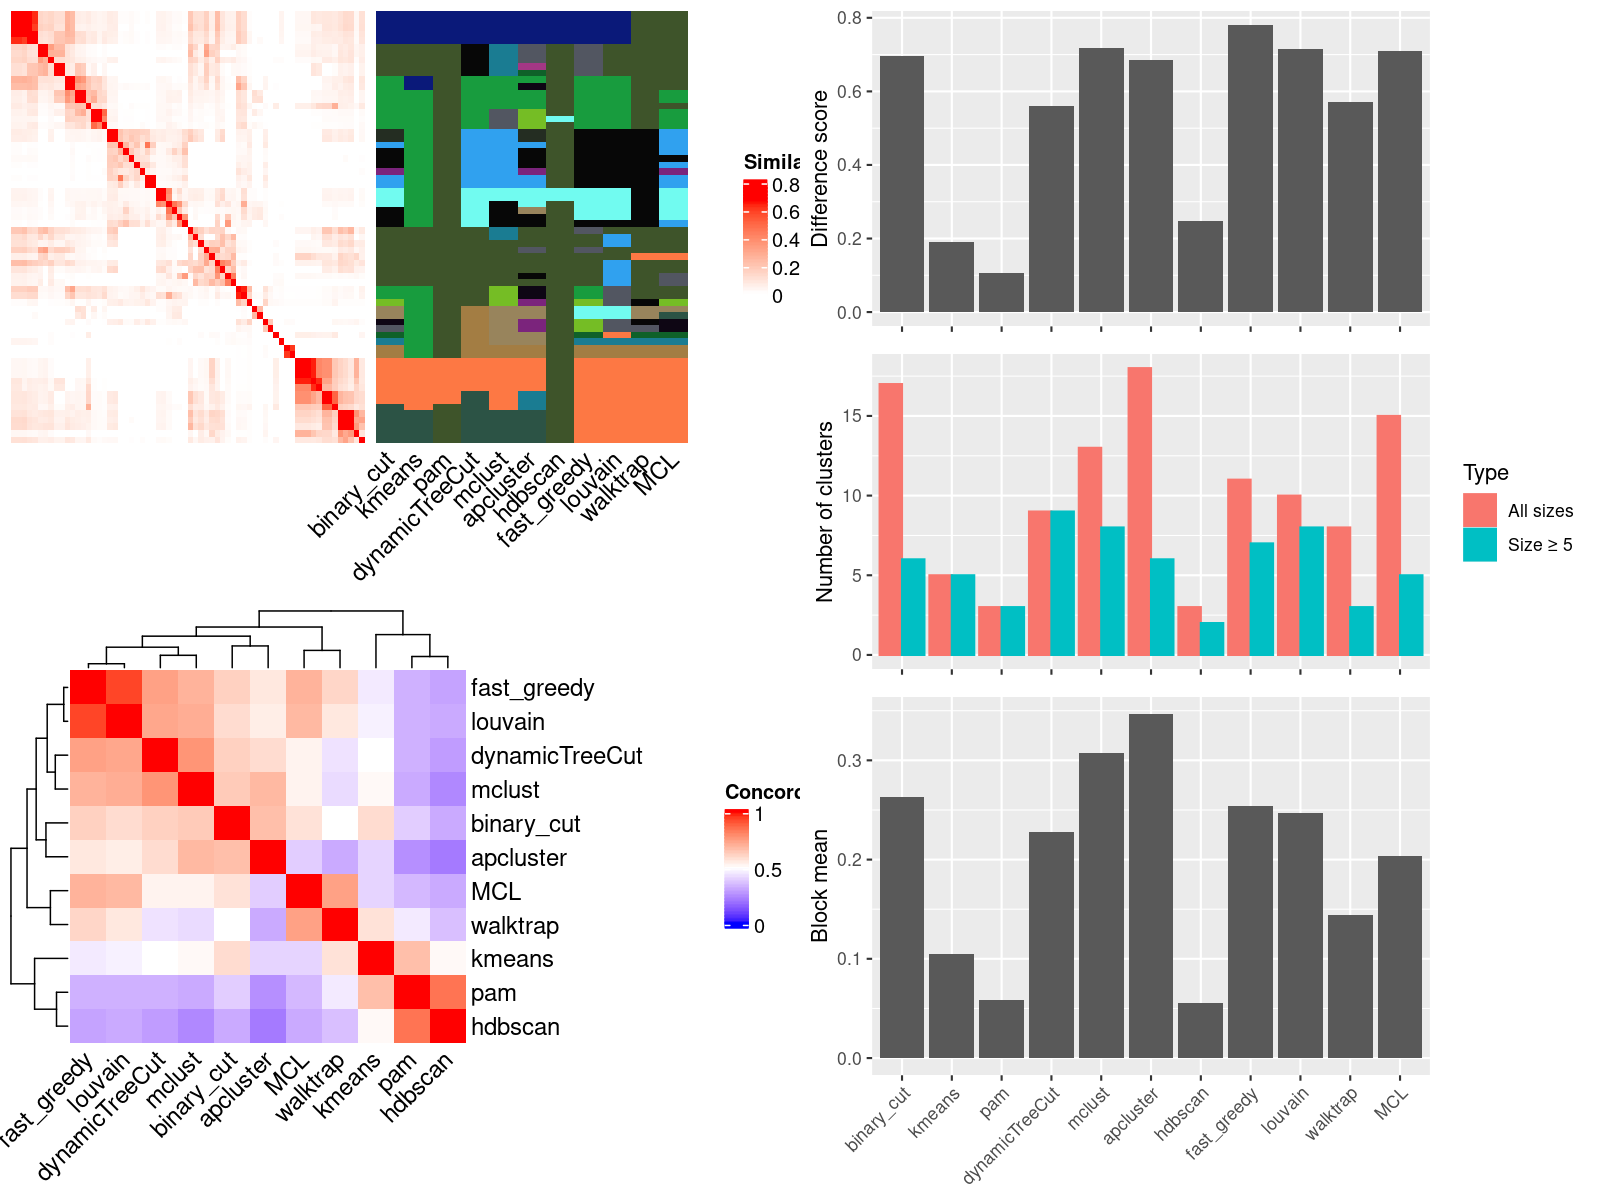 Simila
0.8
0.6
0.4
0.2
0
binary_cut
kmeans
pam
dynamicTreeCut
mclust
apcluster
hdbscan
fast_greedy
louvain
walktrap
MCL
fast_greedy
louvain
dynamicTreeCut
mclust
binary_cut
apcluster
MCL
walktrap
kmeans
pam
hdbscan
fast_greedy
louvain
dynamicTreeCut
mclust
binary_cut
apcluster
MCL
walktrap
kmeans
pam
hdbscan
Concord
1
0.5
0
Difference score
0.8
0.6
0.4
0.2
0.0
Number of clusters
15
10
5
0
Type
All sizes
Size ≥ 5
Block mean
0.3
0.2
0.1
0.0
binary_cut
kmeans
pam
dynamicTreeCut
mclust
apcluster
hdbscan
fast_greedy
louvain
walktrap
MCL